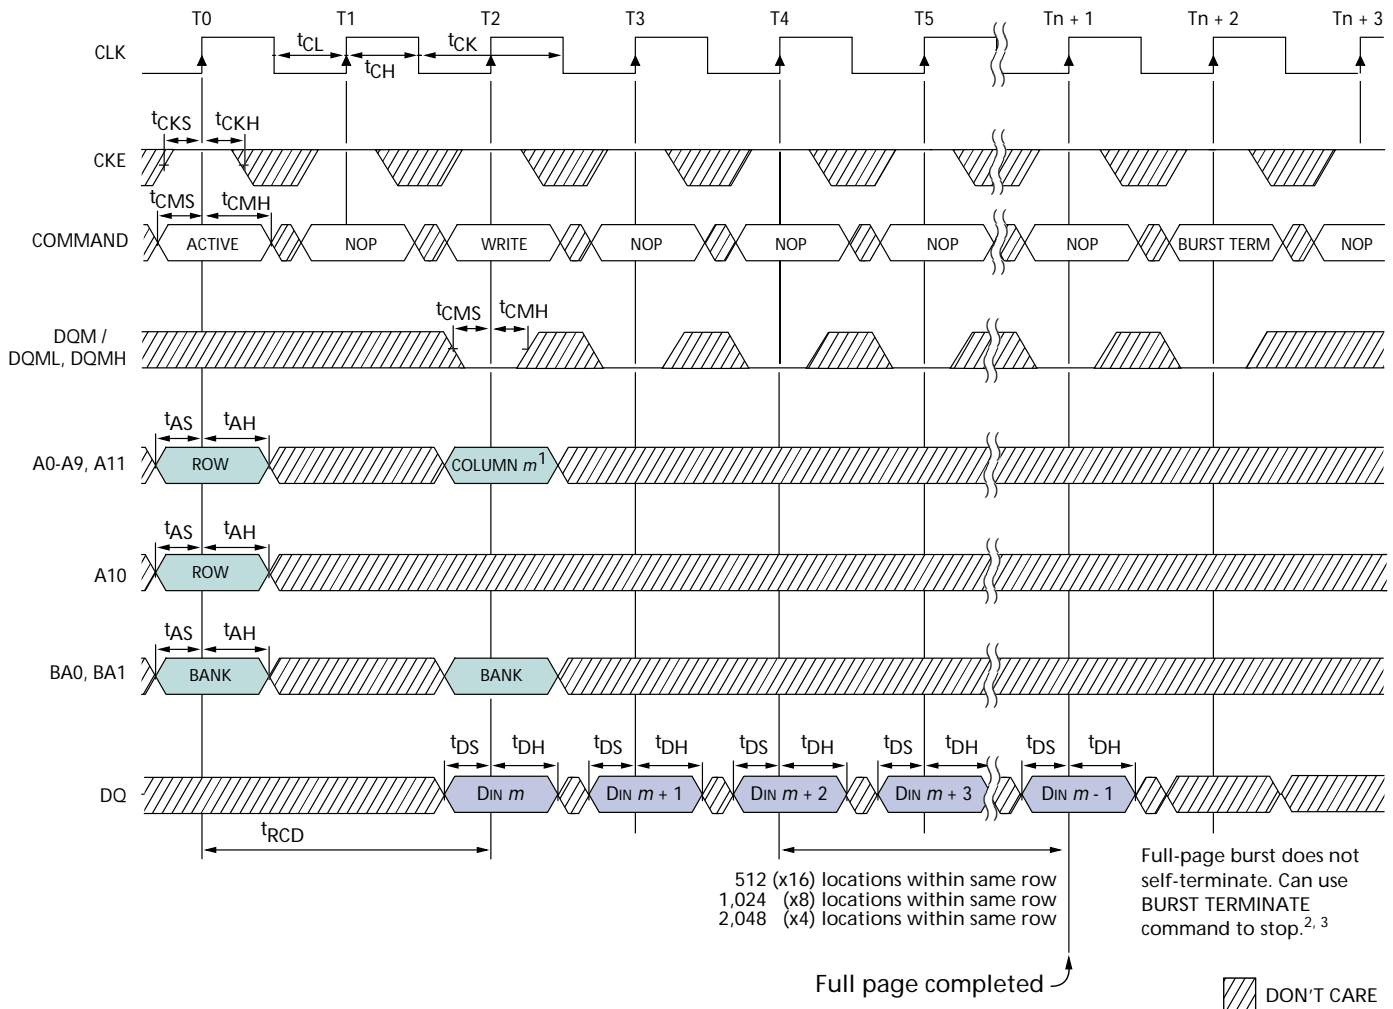 T0 T1 T2 T3 T4 T5 Tn + 1 Tn + 2 Tn + 3
CLK
tCL
tCH
tCK
tCKS tCKH
CKE
tCMS tCMH
COMMAND ACTIVE NOP WRITE NOP NOP NOP NOP BURST TERM NOP
tCMS tCMH
DQM /
DQML, DQMH
tAS tAH
A0-A9, A11 ROW COLUMN m1
tAS tAH
A10 ROW
tAS tAH
BA0, BA1 BANK BANK
tDS tDH tDS tDH tDS tDH tDS tDH tDS tDH
DQ DIN m DIN m + 1 DIN m + 2 DIN m + 3 DIN m - 1
tRCD
512 (x16) locations within same row
1,024 (x8) locations within same row
2,048 (x4) locations within same row
Full-page burst does not
self-terminate. Can use
BURST TERMINATE
command to stop.2, 3
Full page completed
DON'T CARE